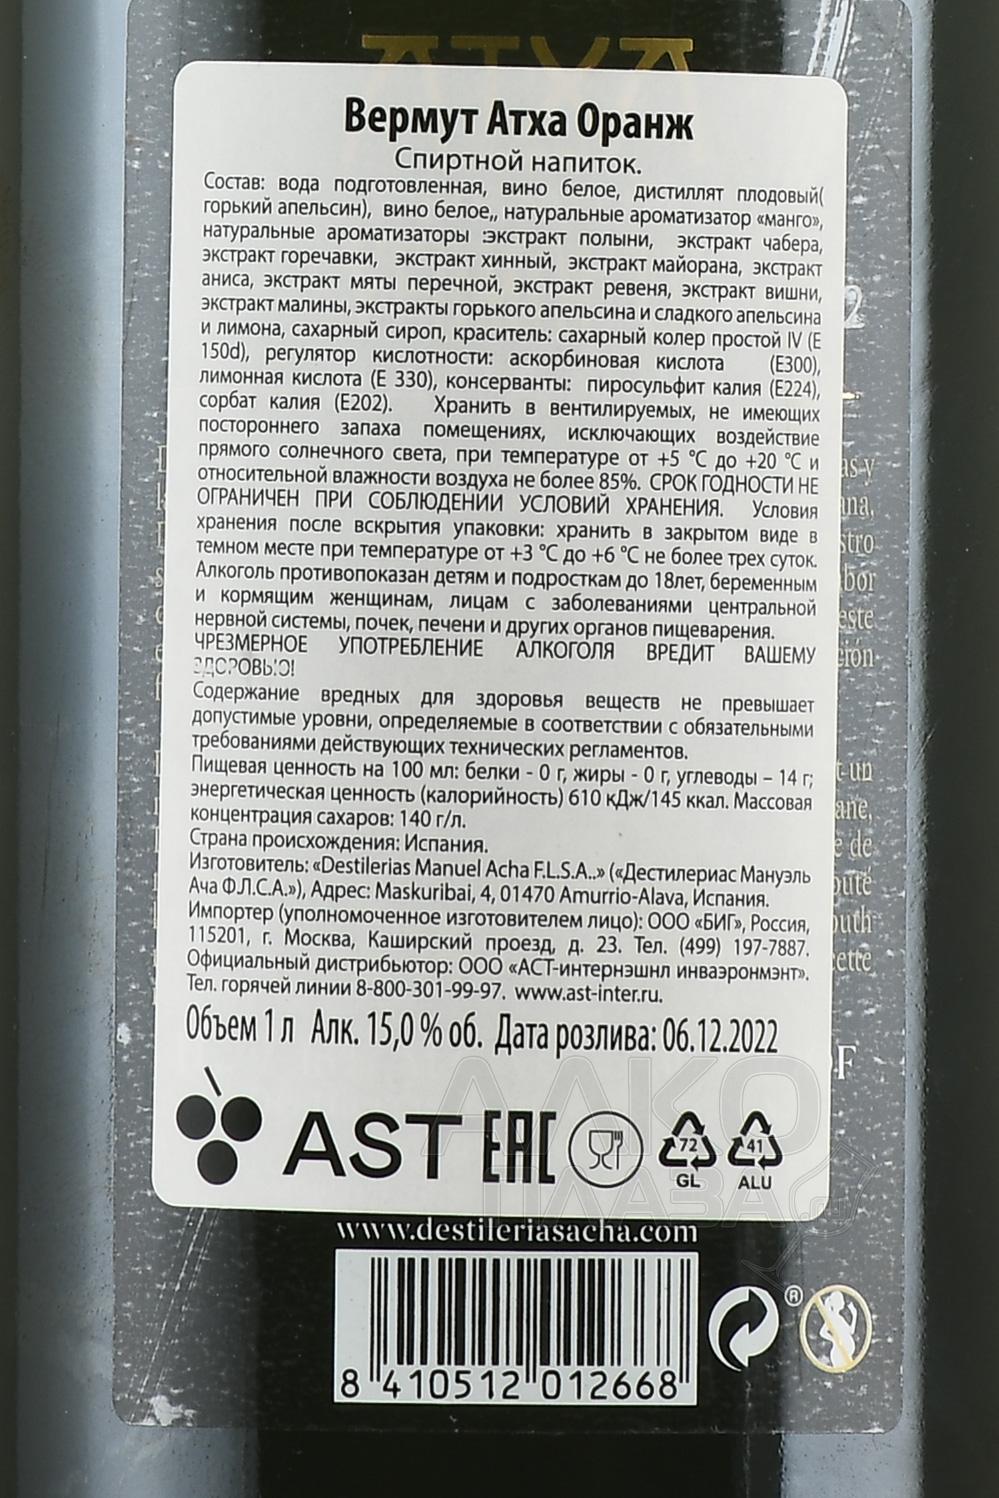 ATXA
Вермут Атха Оранж
Спиртной напиток.
Состав: вода подготовленная, вино белое, дистиллят плодовый(
горький апельсин), вино белое,, натуральные ароматизатор «манго»,
натуральные ароматизаторы :экстракт полыни, экстракт чабера,
экстракт горечавки, экстракт хинный, экстракт майорана, экстракт
аниса, экстракт мяты перечной, экстракт ревеня, экстракт вишни,
экстракт малины, экстракты горького апельсина и сладкого апельсина
и лимона, сахарный сироп, краситель: сахарный колер простой IV (Е
150d), регулятор кислотности: аскорбиновая кислота (Е300),
лимонная кислота (Е 330), консерванты: пиросульфит калия (Е224),
сорбат калия (Е202). Хранить в вентилируемых, не имеющих
постороннего запаха помещениях, исключающих воздействие
прямого солнечного света, при температуре от +5 °С до +20 °С и
относительной влажности воздуха не более 85%. СРОК ГОДНОСТИ НЕ
ОГРАНИЧЕН ПРИ СОБЛЮДЕНИИ УСЛОВИЙ ХРАНЕНИЯ. Условия
хранения после вскрытия упаковки: хранить в закрытом виде в
темном месте при температуре от +3 °С до +6 °С не более трех суток.
Алкоголь противопоказан детям и подросткам до 18лет, беременным
и кормящим женщинам, лицам с заболеваниями центральной
нервной системы, почек, печени и других органов пищеварения.
ЧРЕЗМЕРНОЕ УПОТРЕБЛЕНИЕ АЛКОГОЛЯ ВРЕДИТ ВАШЕМУ
ЗДОРОВЬЮ!
Содержание вредных для здоровья веществ не превышает
допустимые уровни, определяемые в соответствии с обязательными
требованиями действующих технических регламентов.
Пищевая ценность на 100 мл: белки - 0 г, жиры - 0 г, углеводы – 14 г;
энергетическая ценность (калорийность) 610 кДж/145 ккал. Массовая
концентрация сахаров: 140 г/л.
Страна происхождения: Испания.
Изготовитель: «Destilerias Manuel Acha F.L.S.A..» («Дестилериас Мануэль
Ача Ф.Л.С.А.»), Адрес: Maskuribai, 4, 01470 Amurrio-Alava, Испания.
Импортер (уполномоченное изготовителем лицо): ООО «БИГ», Россия,
115201, г. Москва, Каширский проезд, д. 23. Тел. (499) 197-7887.
Официальный дистрибьютор: ООО «АСТ-интернэшнл инваэронмэнт».
Тел. горячей линии 8-800-301-99-97. www.ast-inter.ru.
Объем 1 л Алк. 15,0 % об. Дата розлива: 06.12.2022
AST EAC 72 GL 41 ALU
АЛКО
ПЛАЗА.ru
www.destileriasacha.com
®
8 410512 012668